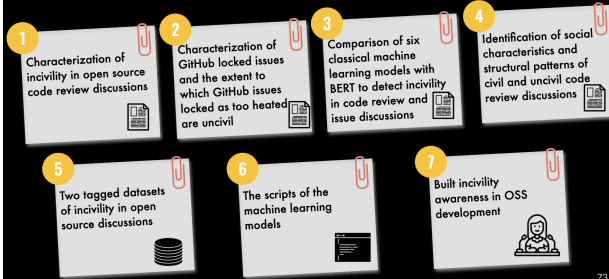 1
Characterization of
incivility in open source
code review discussions
2
Characterization of
GitHub locked issues
and the extent to
which GitHub issues
locked as too heated
are uncivil
3
Comparison of six
classical machine
learning models with
BERT to detect incivility
in code review and
issue discussions
4
Identification of social
characteristics and
structural patterns of
civil and uncivil code
review discussions
5
Two tagged datasets
of incivility in open
source discussions
6
The scripts of the
machine learning
models
7
Built incivility
awareness in OSS
development
73